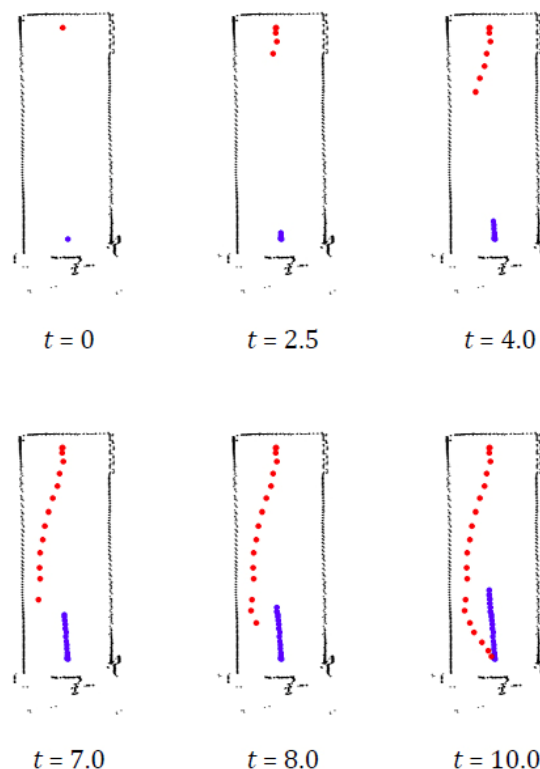 t = 0
t = 2.5
t = 4.0
t = 7.0
t = 8.0
t = 10.0